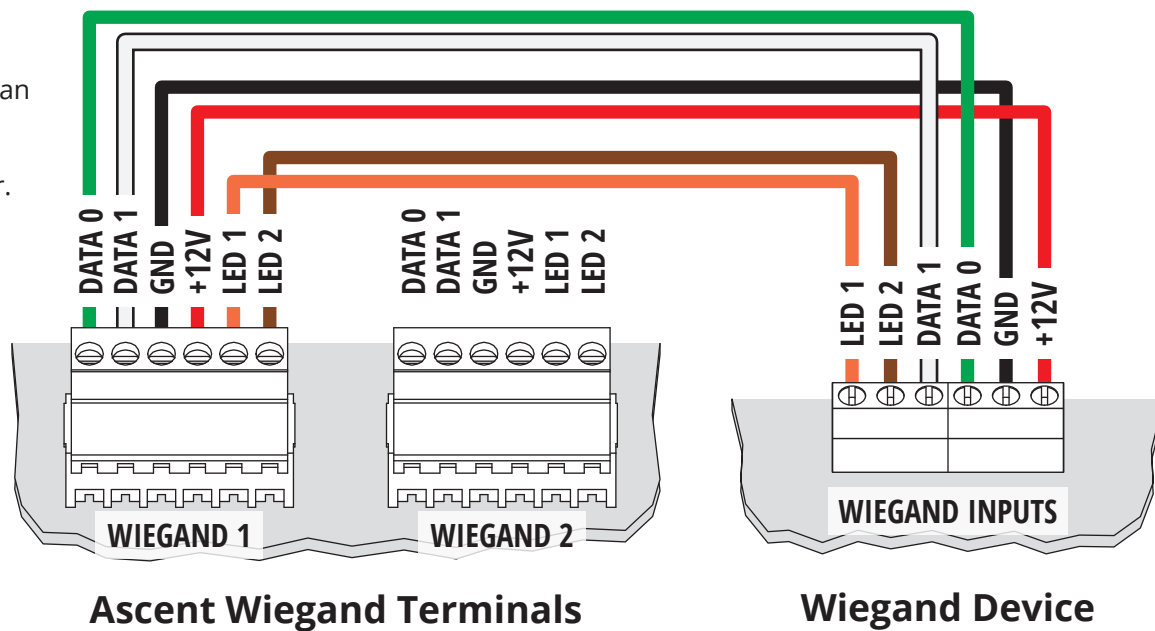 an
r.
DATA 0
DATA 1
GND
+12V
LED 1
LED 2
DATA 0
DATA 1
GND
+12V
LED 1
LED 2
LED 1
LED 2
DATA 1
DATA 0
GND
+12V
WIEGAND 1
WIEGAND 2
WIEGAND INPUTS
Ascent Wiegand Terminals
Wiegand Device